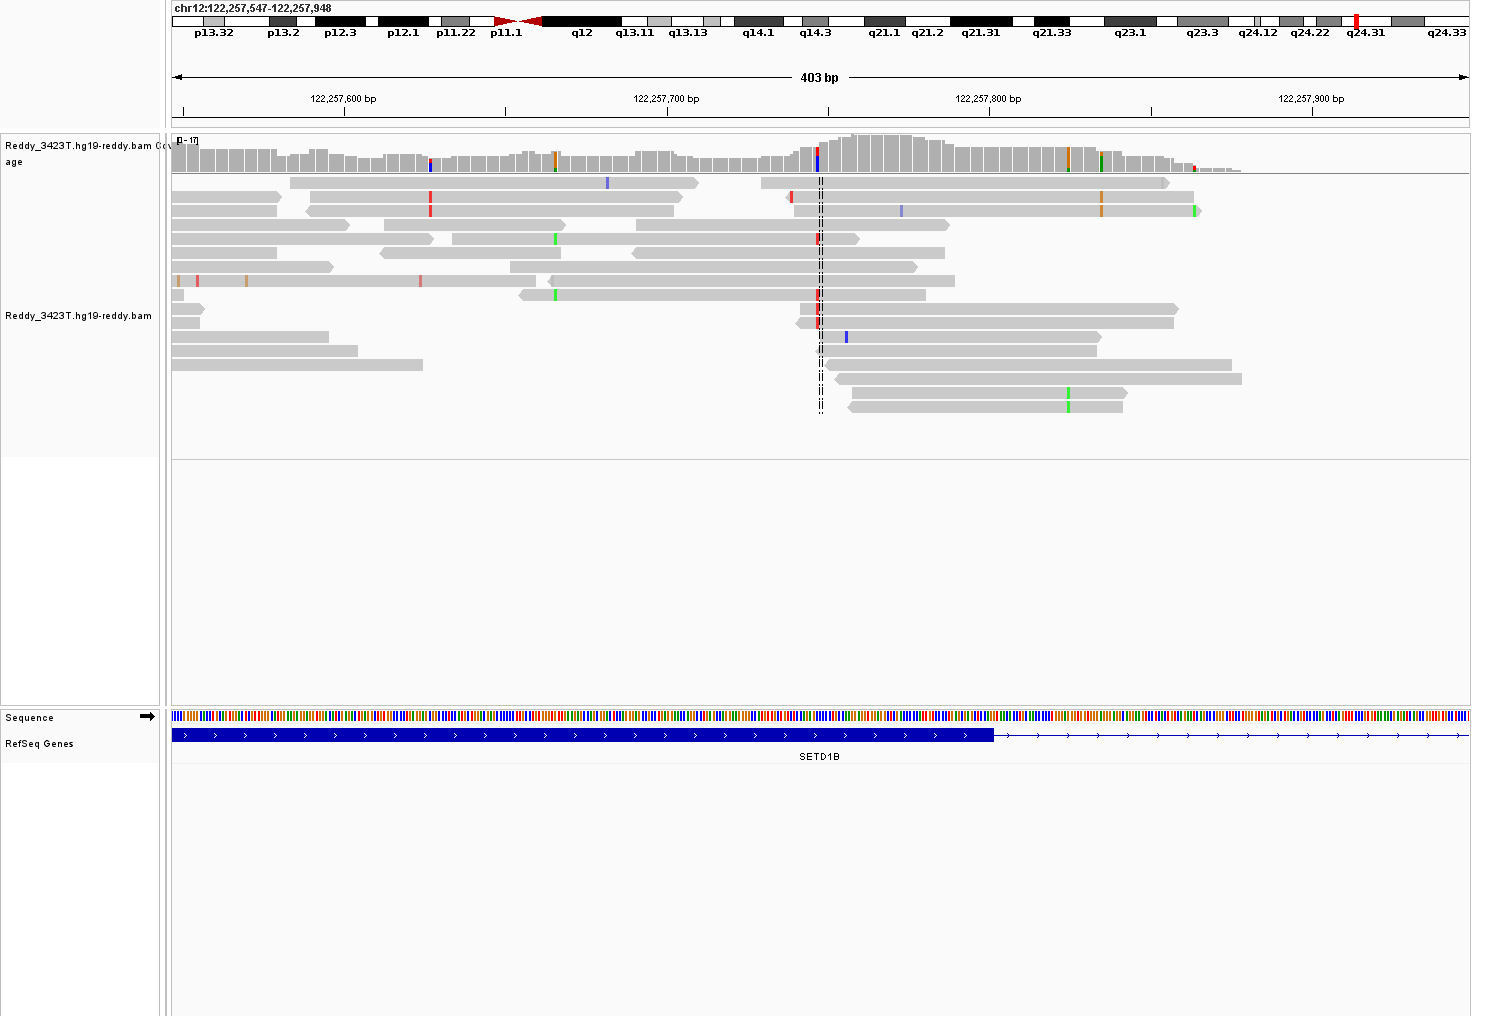 chr12:122,257,547-122,257,948
p13.32 p13.2 p12.3 p12.1 p11.22 p11.1 q12 q13.11 q13.13 q14.1 q14.3 q21.1 q21.2 q21.31 q21.33 q23.1 q23.3 q24.12 q24.22 q24.31 q24.33
403 bp
122,257,600 bp 122,257,700 bp 122,257,800 bp 122,257,900 bp
[0 - 17]
Reddy_3423T.hg19-reddy.bam Cov
age
Reddy_3423T.hg19-reddy.bam
Sequence
RefSeq Genes
SETD1B